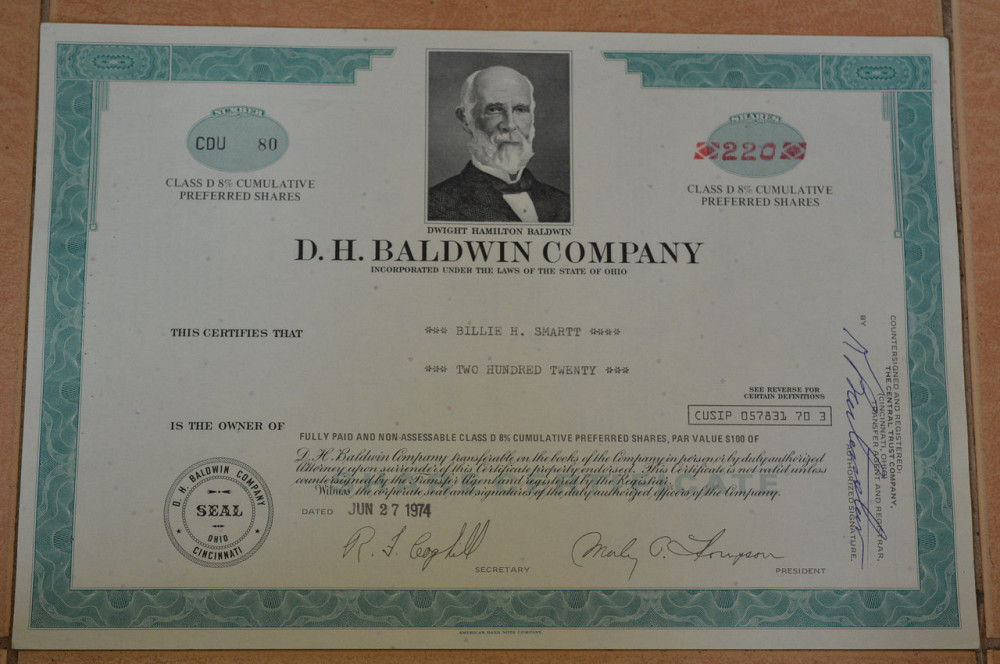 NUMBER
CDU 80
CLASS D 8% CUMULATIVE
PREFERRED SHARES
SHARES
220
CLASS D 8% CUMULATIVE
PREFERRED SHARES
DWIGHT HAMILTON BALDWIN
D. H. BALDWIN COMPANY
INCORPORATED UNDER THE LAWS OF THE STATE OF OHIO
THIS CERTIFIES THAT
*** BILLIE H. SMARTT ****
*** TWO HUNDRED TWENTY ***
SEE REVERSE FOR
CERTAIN DEFINITIONS
CUSIP 057831 70 3
IS THE OWNER OF
FULLY PAID AND NON-ASSESSABLE CLASS D 8% CUMULATIVE PREFERRED SHARES, PAR VALUE $100 OF
D. H. Baldwin Company transferable on the books of the Company in person or by duly authorized
Attorney upon surrender of this Certificate properly endorsed. This Certificate is not valid unless
countersigned by the Transfer Agent and registered by the Registrar.
Witness the corporate seal and signatures of the duly authorized officers of the Company.
DATED JUN 27 1974
SECRETARY
PRESIDENT
D. H. BALDWIN COMPANY
SEAL
OHIO
CINCINNATI
COUNTERSIGNED AND REGISTERED:
THE CENTRAL TRUST COMPANY,
CINCINNATI, OHIO
TRANSFER AGENT AND REGISTRAR,
BY
AUTHORIZED SIGNATURE.
AMERICAN BANK NOTE COMPANY